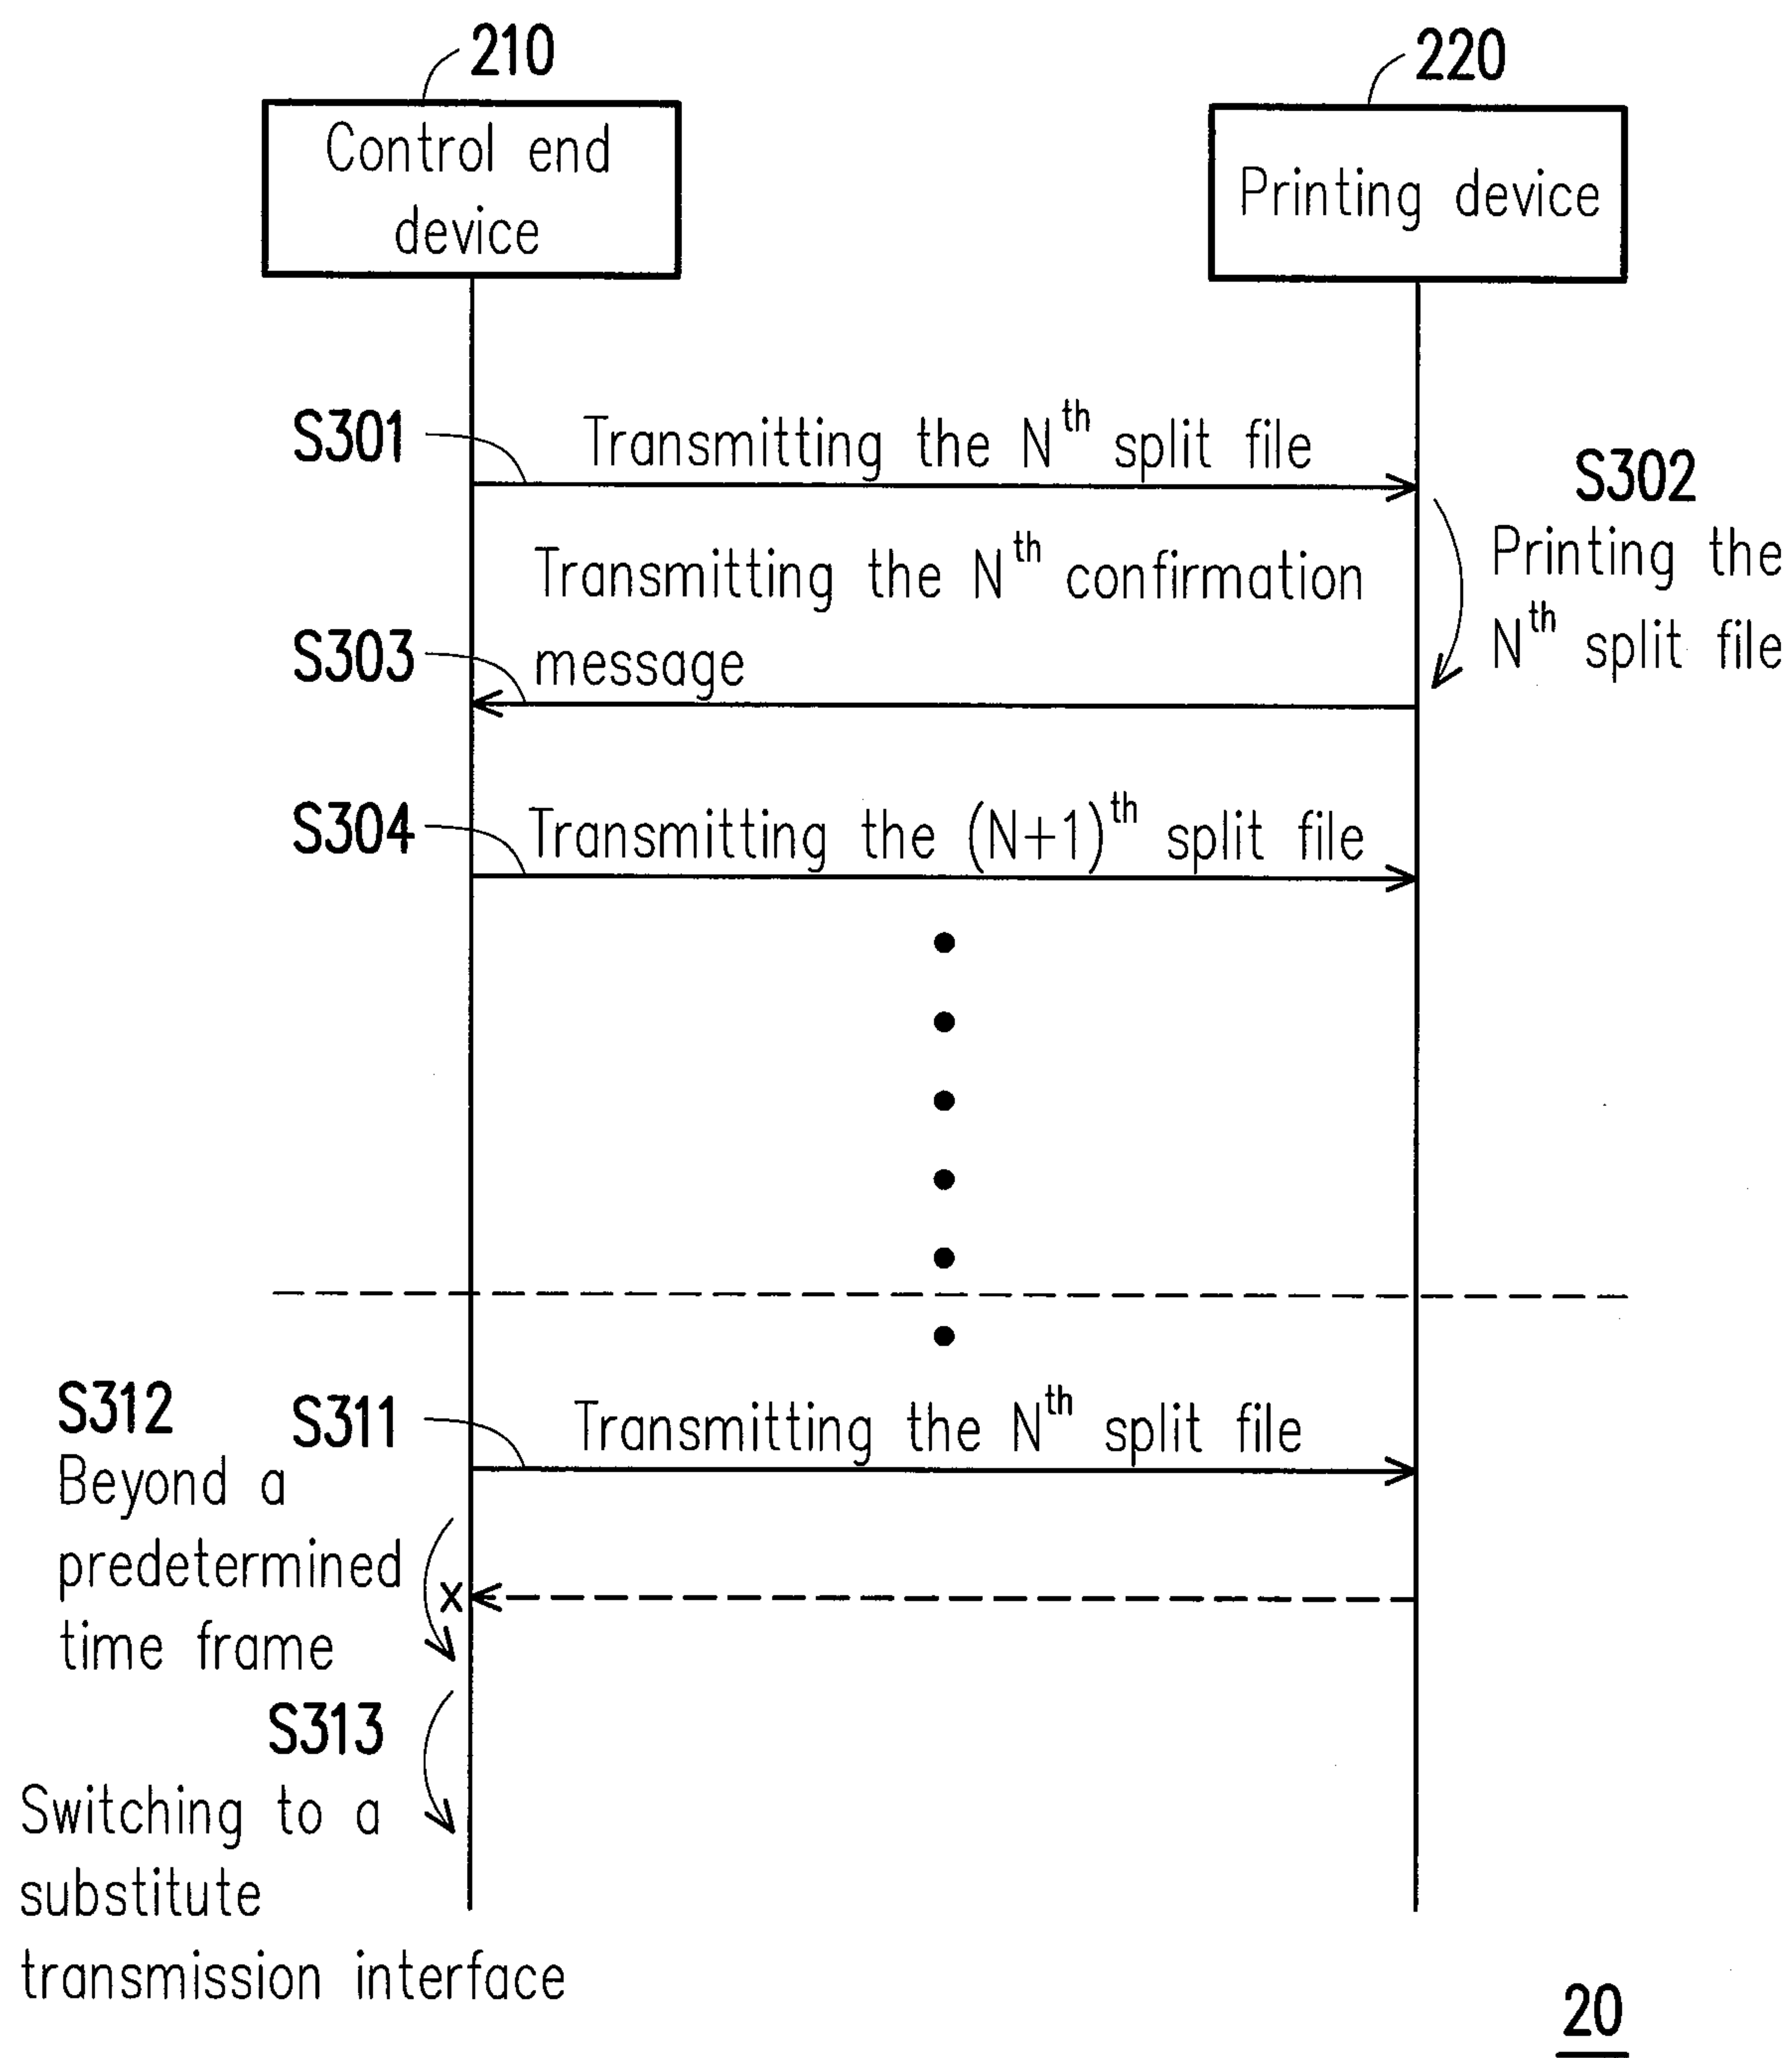 210
220
Control end
device
Printing device
S301
Transmitting the Nth split file
S302
Printing the
Nth split file
Transmitting the Nth confirmation
message
S303
S304
Transmitting the (N+1)th split file
S312
Beyond a
predetermined
time frame
S311
Transmitting the Nth split file
x
S313
Switching to a
substitute
transmission interface
20